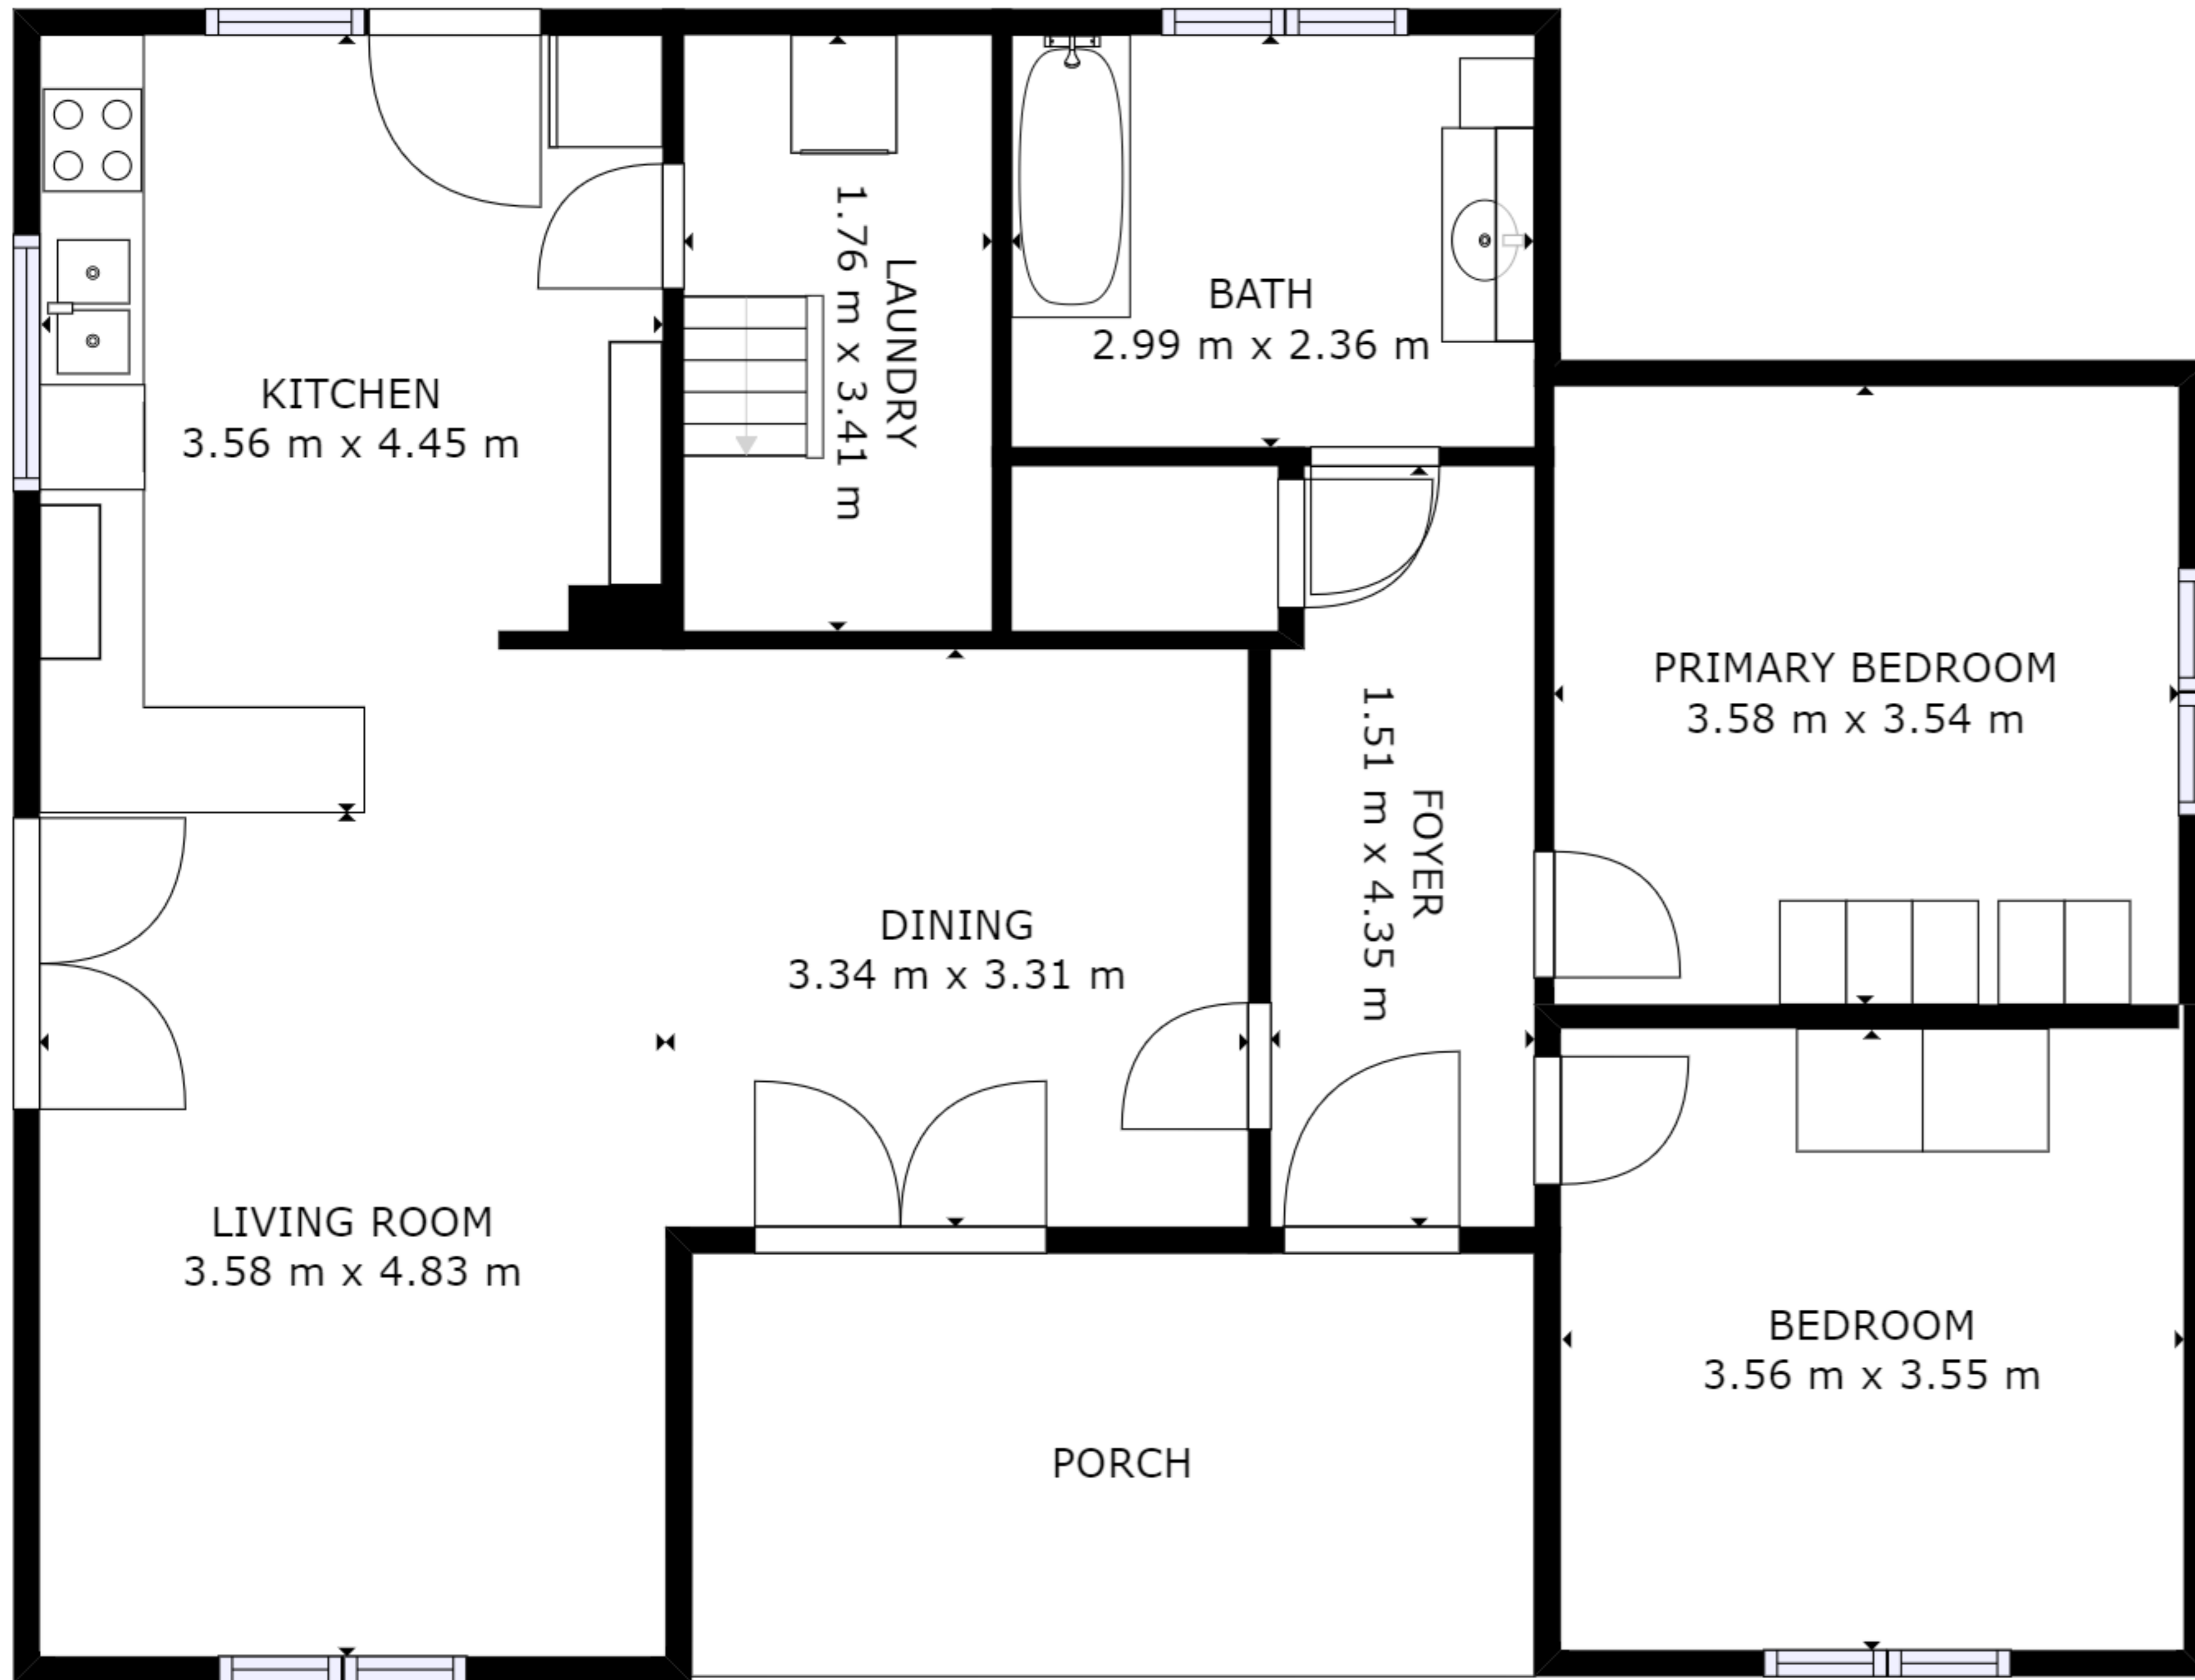 LAUNDRY
1.76 m x 3.41 m
BATH
2.99 m x 2.36 m
KITCHEN
3.56 m x 4.45 m
PRIMARY BEDROOM
3.58 m x 3.54 m
FOYER
1.51 m x 4.35 m
DINING
3.34 m x 3.31 m
LIVING ROOM
3.58 m x 4.83 m
BEDROOM
3.56 m x 3.55 m
PORCH